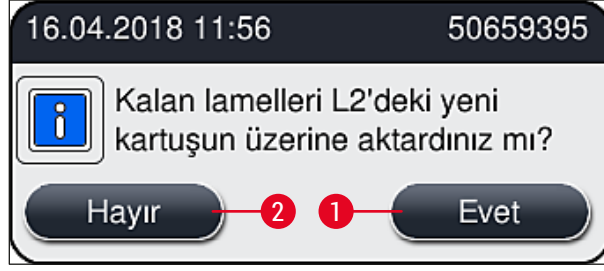 16.04.2018 11:56 50659395
Kalan lamelleri L2'deki yeni
kartuşun üzerine aktardınız mı?
Hayır 2 1 Evet